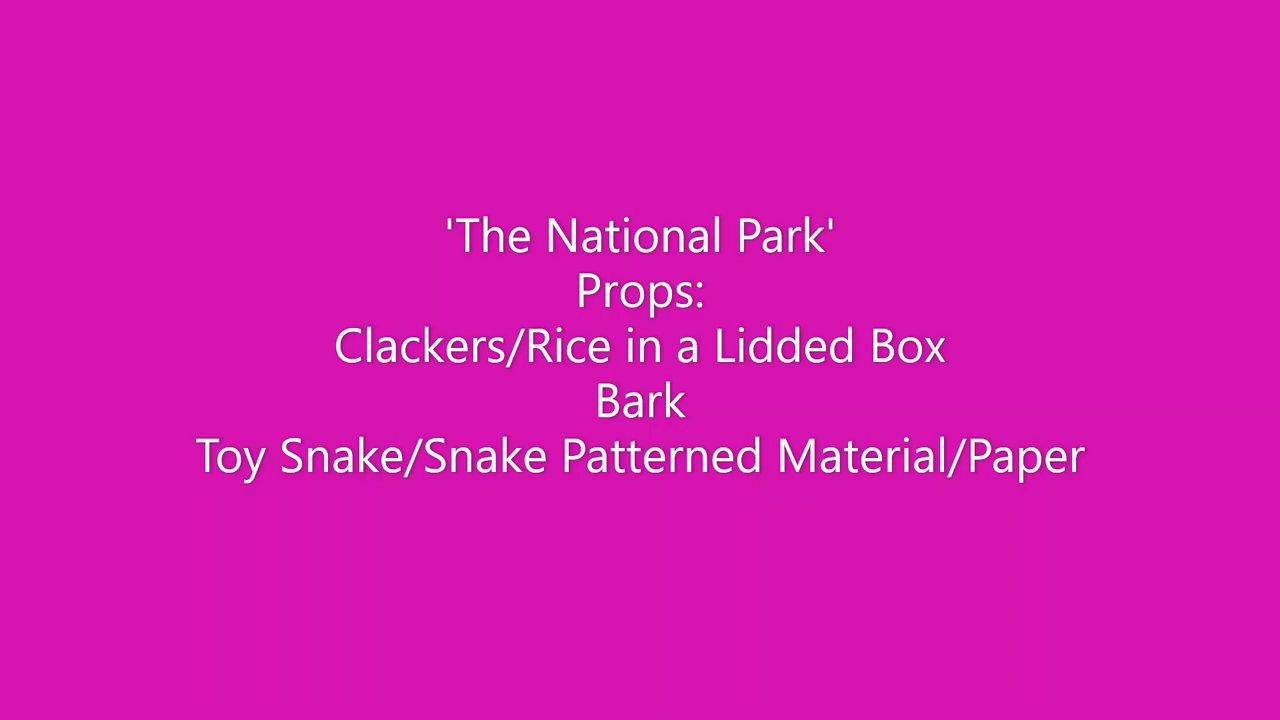 'The National Park'
Props:
Clackers/Rice in a Lidded Box
Bark
Toy Snake/Snake Patterned Material/Paper